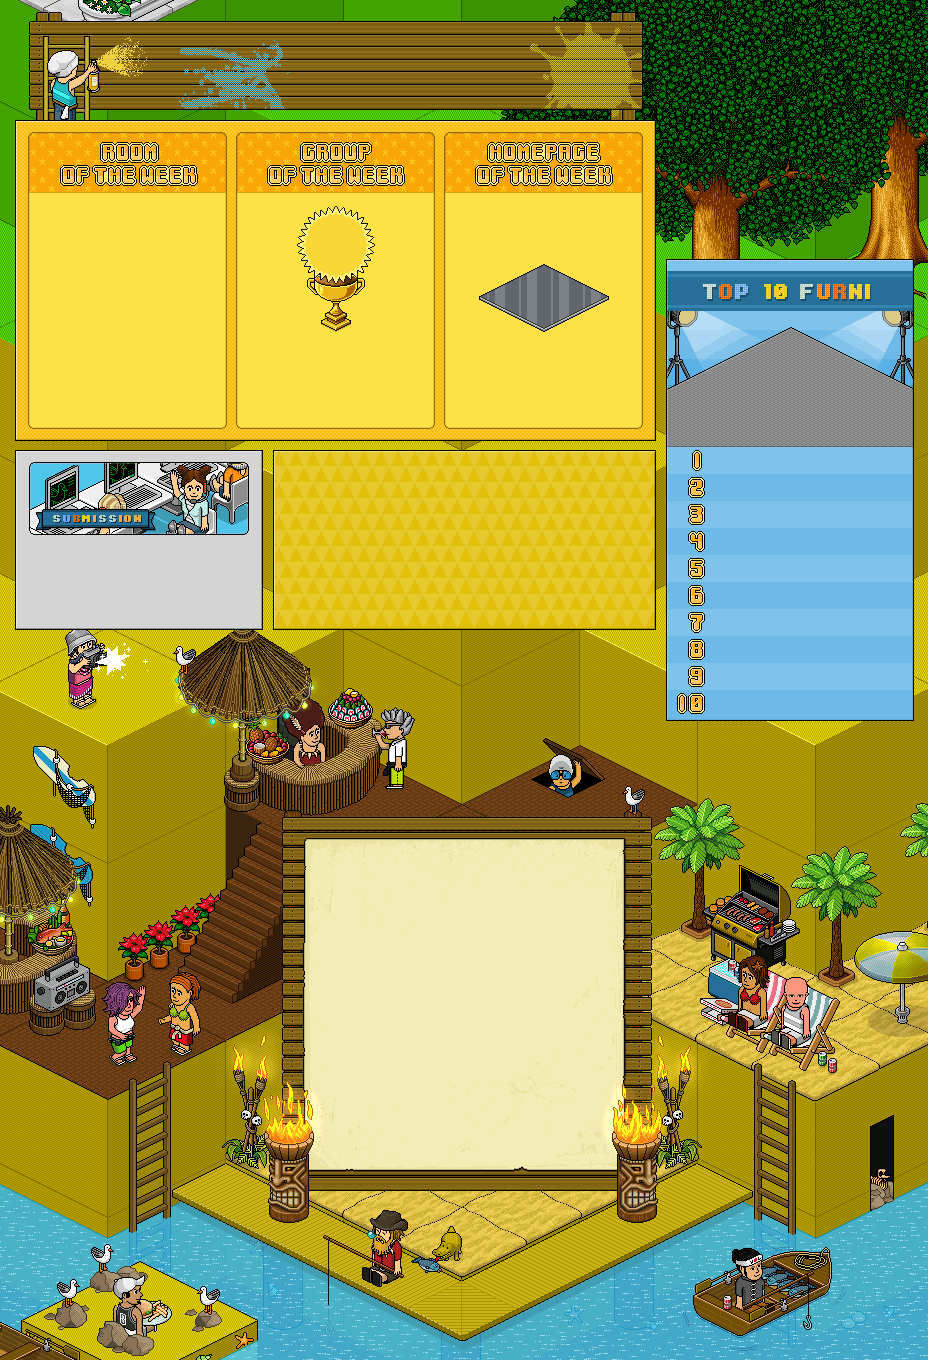 ROOM
OF THE WEEK
GROUP
OF THE WEEK
HOMEPAGE
OF THE WEEK
TOP 10 FURNI
1
2
3
4
5
6
7
8
9
10
SUBMISSION